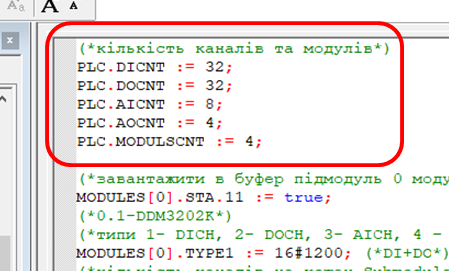 A A
(*кількість каналів та модулів*)
PLC.DICNT := 32;
PLC.DOCNT := 32;
PLC.AICNT := 8;
PLC.AOCNT := 4;
PLC.MODULSCNT := 4;
(*завантажити в буфер підмодуль 0 моду
MODULES[0].STA.11 := true;
(*0.1-DDM3202K*)
(*типи 1- DICH, 2- DOCH, 3- AICH, 4 -
MODULES[0].TYPE1 := 16#1200; (*DI+DO*)